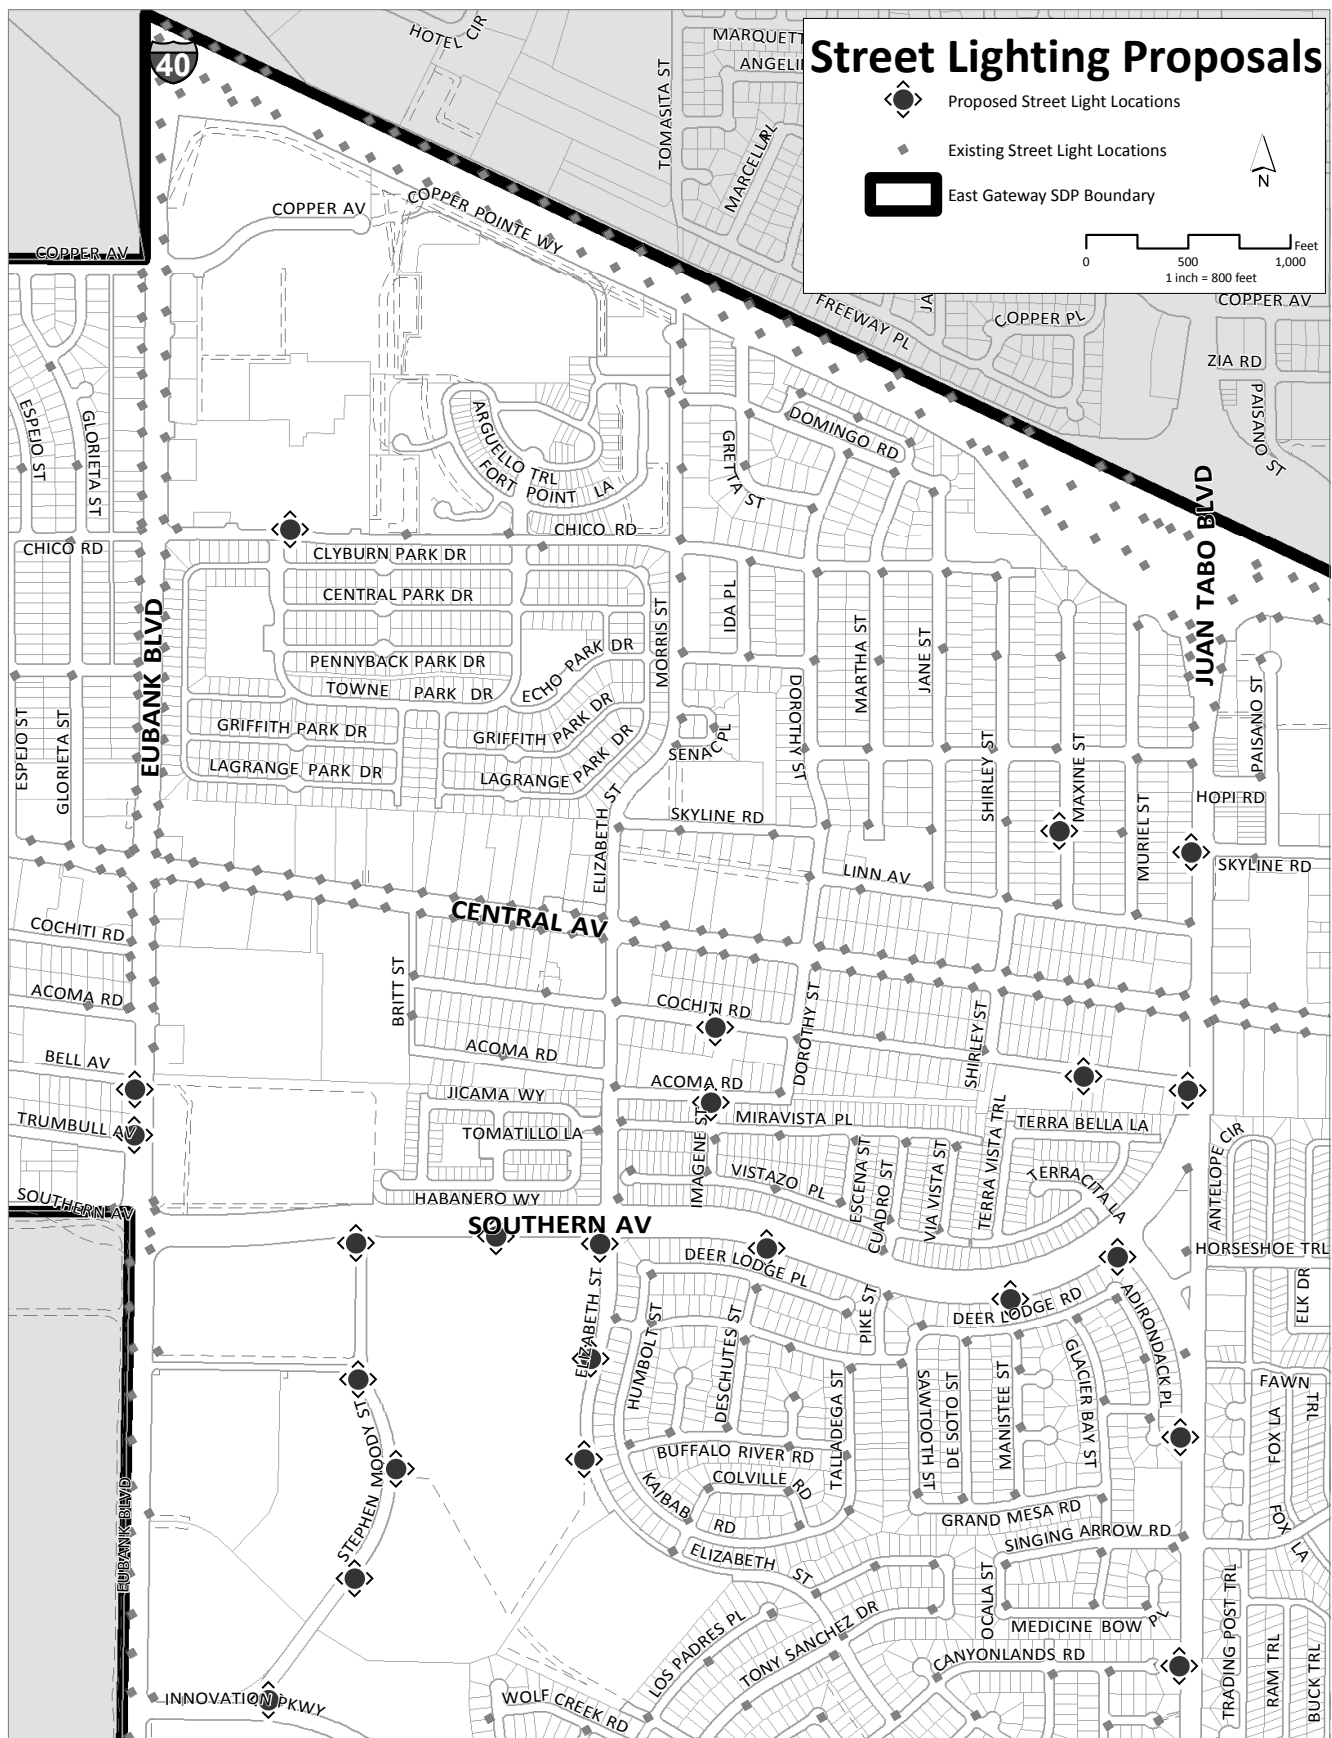 HOTEL CIR
MARQUETT
ANGELI
TOMASITA ST
MARCELLA PL
Street Lighting Proposals
Proposed Street Light Locations
Existing Street Light Locations
East Gateway SDP Boundary
N
Feet
0 500 1,000
1 inch = 800 feet
40
COPPER AV
COPPER POINTE WY
COPPER AV
FREEWAY PL
JA
COPPER PL
COPPER AV
ZIA RD
PAISANO ST
ESPEJO ST
GLORIETA ST
ARGUELLO TRL
FORT POINT LA
DOMINGO RD
GRETTA ST
JUAN TABO BLVD
CHICO RD
CHICO RD
CLYBURN PARK DR
CENTRAL PARK DR
PENNYBACK PARK DR
TOWNE PARK DR
ECHO PARK DR
GRIFFITH PARK DR
GRIFFITH PARK DR
LAGRANGE PARK DR
LAGRANGE PARK DR
EUBANK BLVD
MORRIS ST
IDA PL
MARTHA ST
JANE ST
DOROTHY ST
SENAC PL
ESPEJO ST
GLORIETA ST
SHIRLEY ST
MAXINE ST
MURIEL ST
PAISANO ST
HOPI RD
ELIZABETH ST
ELIZABETH ST
SKYLINE RD
SKYLINE RD
LINN AV
CENTRAL AV
COCHITI RD
ACOMA RD
BRITT ST
COCHITI RD
ACOMA RD
ACOMA RD
DOROTHY ST
SHIRLEY ST
BELL AV
TRUMBULL AV
JICAMA WY
TOMATILLO LA
HABANERO WY
IMAGENE ST
MIRAVISTA PL
VISTAZO PL
ESCENA ST
CUADRO ST
VIA VISTA ST
TERRA VISTA TRL
TERRA BELLA LA
TERRACITA LA
ANTELOPE CIR
SOUTHERN AV
SOUTHERN AV
HORSESHOE TRL
ELK DR
DEER LODGE PL
DEER LODGE RD
PIKE ST
ADIRONDACK PL
ELIZABETH ST
HUMBOLT ST
DESCHUTES ST
TALLADEGA ST
SAWTOOTH ST
DE SOTO ST
MANISTEE ST
GLACIER BAY ST
FAWN TRL
FOX LA
FOX LA
STEPHEN MOODY ST
BUFFALO RIVER RD
COLVILLE RD
KAIBAB RD
GRAND MESA RD
SINGING ARROW RD
EUBANK BLVD
ELIZABETH ST
OCALA ST
MEDICINE BOW PL
CANYONLANDS RD
LOS PADRES PL
TONY SANCHEZ DR
WOLF CREEK RD
INNOVATION PKWY
TRADING POST TRL
RAM TRL
BUCK TRL